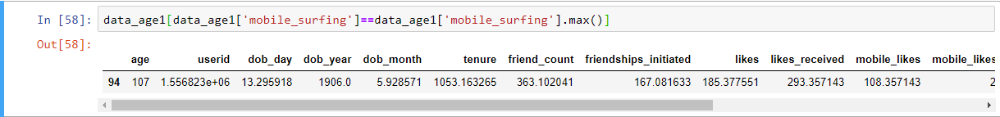 In [58]: data_age1[data_age1['mobile_surfing']==data_age1['mobile_surfing'].max()]
Out[58]:
age userid dob_day dob_year dob_month tenure friend_count friendships_initiated likes likes_received mobile_likes mobile_likes
94 107 1.556823e+06 13.295918 1906.0 5.928571 1053.163265 363.102041 167.081633 185.377551 293.357143 108.357143 2